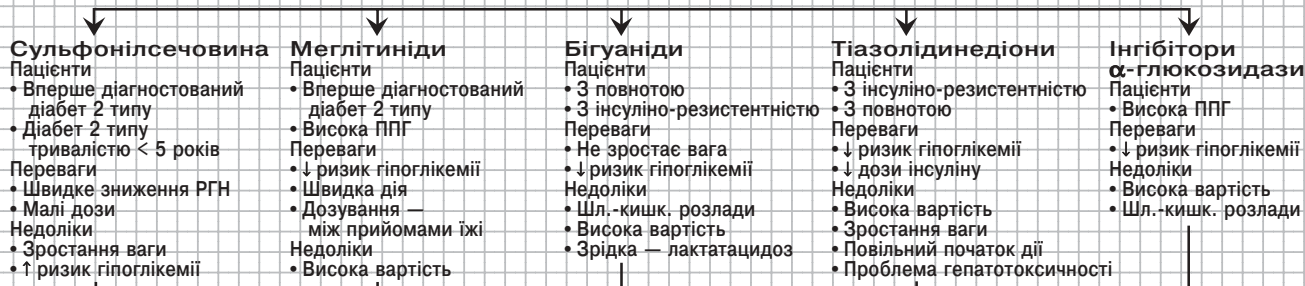 Сульфонілсечовина
Пацієнти
• Вперше діагностований
діабет 2 типу
• Діабет 2 типу
тривалістю < 5 років
Переваги
• Швидке зниження РГН
• Малі дози
Недоліки
• Зростання ваги
• ↑ ризик гіпоглікемії
Меглітиніди
Пацієнти
• Вперше діагностований
діабет 2 типу
• Висока ППГ
Переваги
• ↓ ризик гіпоглікемії
• Швидка дія
• Дозування —
між прийомами їжі
Недоліки
• Висока вартість
Бігуаніди
Пацієнти
• З повнотою
• З інсуліно-резистентністю
Переваги
• Не зростає вага
• ↓ ризик гіпоглікемії
Недоліки
• Шл.-кишк. розлади
• Висока вартість
• Зрідка — лактатацидоз
Тіазолідинедіони
Пацієнти
• З інсуліно-резистентністю
• З повнотою
Переваги
• ↓ ризик гіпоглікемії
• ↓ дози інсуліну
Недоліки
• Висока вартість
• Зростання ваги
• Повільний початок дії
• Проблема гепатотоксичності
Інгібітори
α-глюкозидази
Пацієнти
• Висока ППГ
Переваги
• ↓ ризик гіпоглікемії
Недоліки
• Висока вартість
• Шл.-кишк. розлади